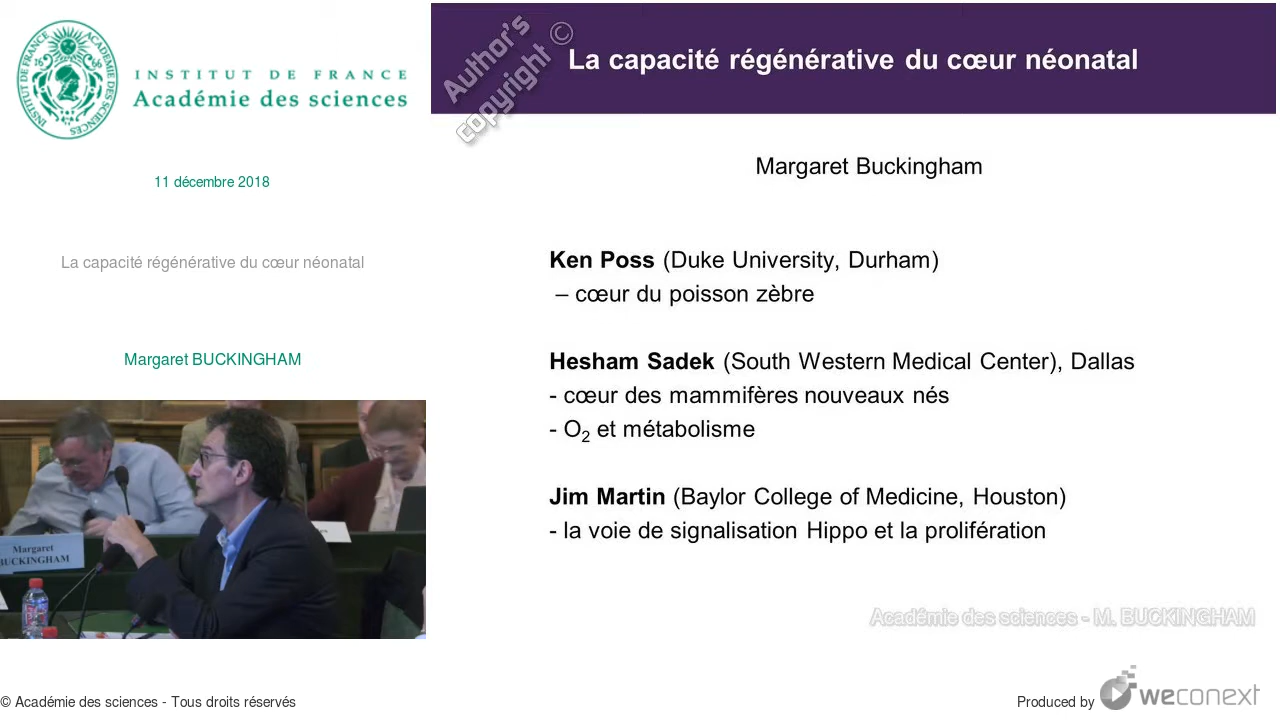 INSTITUT DE FRANCE
Académie des sciences
11 décembre 2018
La capacité régénérative du cœur néonatal
Margaret BUCKINGHAM
Margaret
BUCKINGHAM
Author's
copyright ©
La capacité régénérative du cœur néonatal
Margaret Buckingham
Ken Poss (Duke University, Durham)
– cœur du poisson zèbre
Hesham Sadek (South Western Medical Center), Dallas
- cœur des mammifères nouveaux nés
- O2 et métabolisme
Jim Martin (Baylor College of Medicine, Houston)
- la voie de signalisation Hippo et la prolifération
Académie des sciences - M. BUCKINGHAM
© Académie des sciences - Tous droits réservés
Produced by weconext